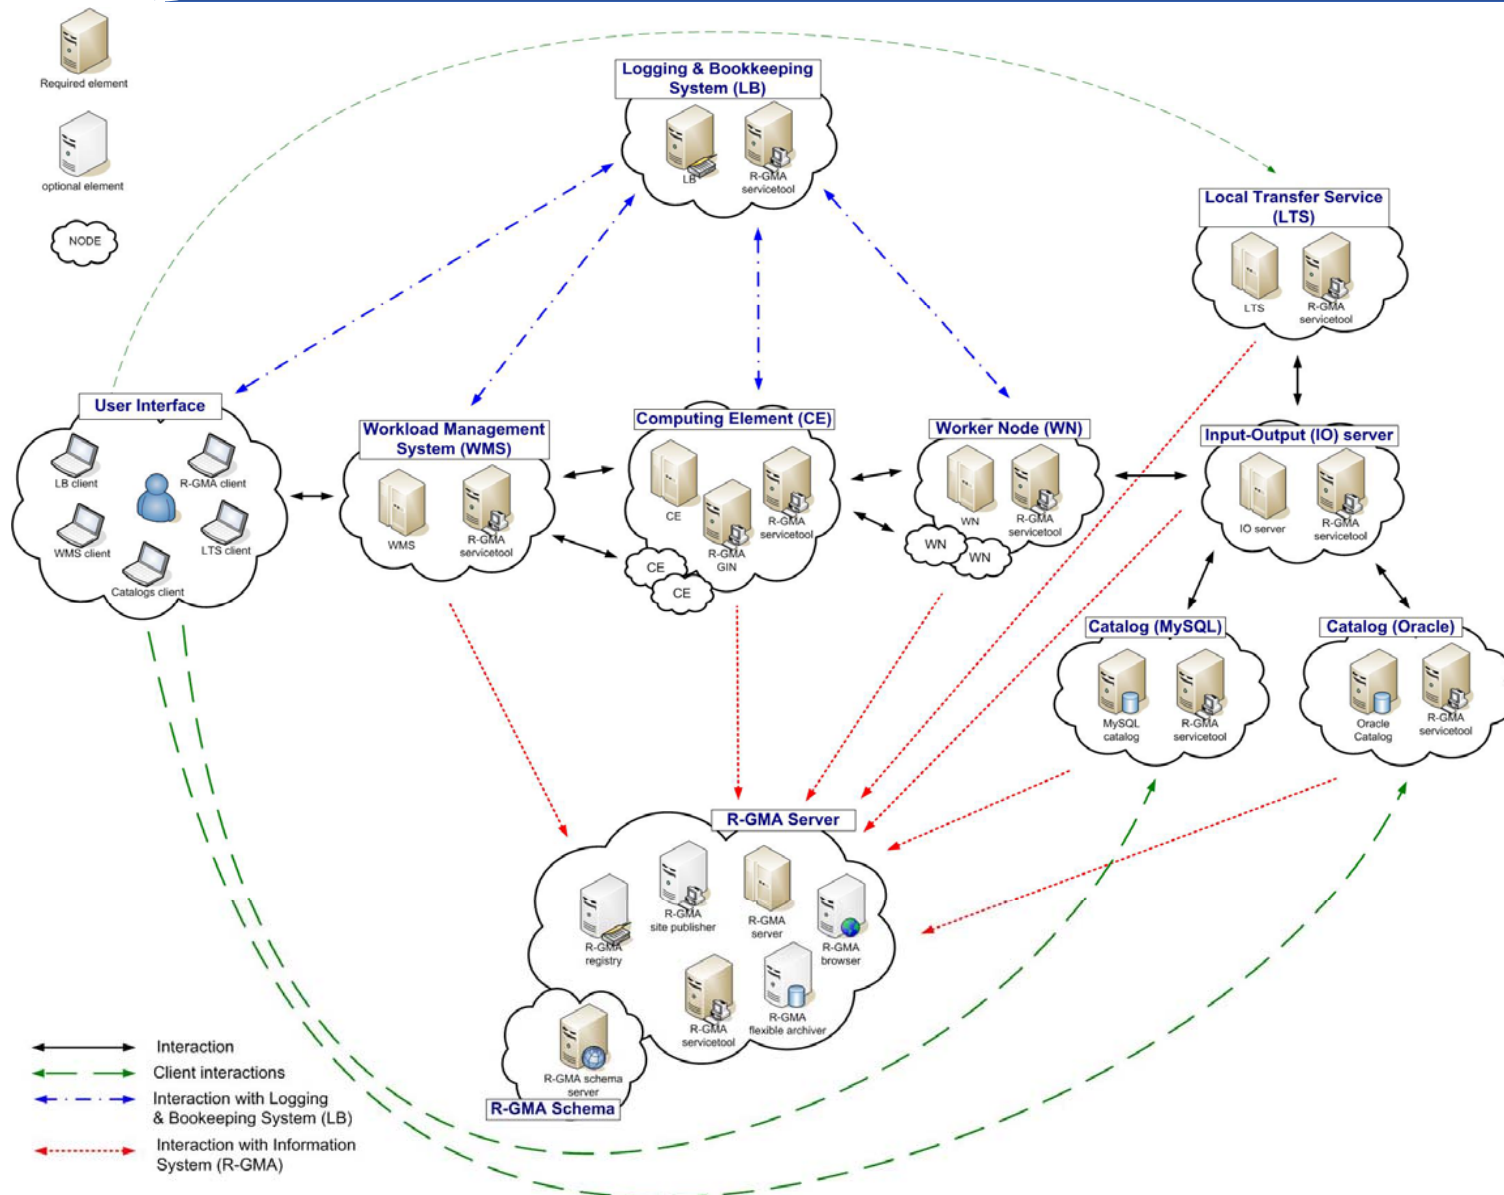 Required element
optional element
NODE
Logging & Bookkeeping
System (LB)
LB
R-GMA
servicetool
Local Transfer Service
(LTS)
LTS
R-GMA
servicetool
User Interface
LB client
R-GMA client
WMS client
LTS client
Catalogs client
Workload Management
System (WMS)
WMS
R-GMA
servicetool
Computing Element (CE)
CE
R-GMA
servicetool
R-GMA
GIN
CE
CE
Worker Node (WN)
WN
R-GMA
servicetool
WN
WN
Input-Output (IO) server
IO server
R-GMA
servicetool
Catalog (MySQL)
MySQL
catalog
R-GMA
servicetool
Catalog (Oracle)
Oracle
Catalog
R-GMA
servicetool
R-GMA Server
R-GMA
registry
R-GMA
site publisher
R-GMA
server
R-GMA
browser
R-GMA
servicetool
R-GMA
flexible archiver
R-GMA schema
server
R-GMA Schema
Interaction
Client interactions
Interaction with Logging
& Bookeeping System (LB)
Interaction with Information
System (R-GMA)